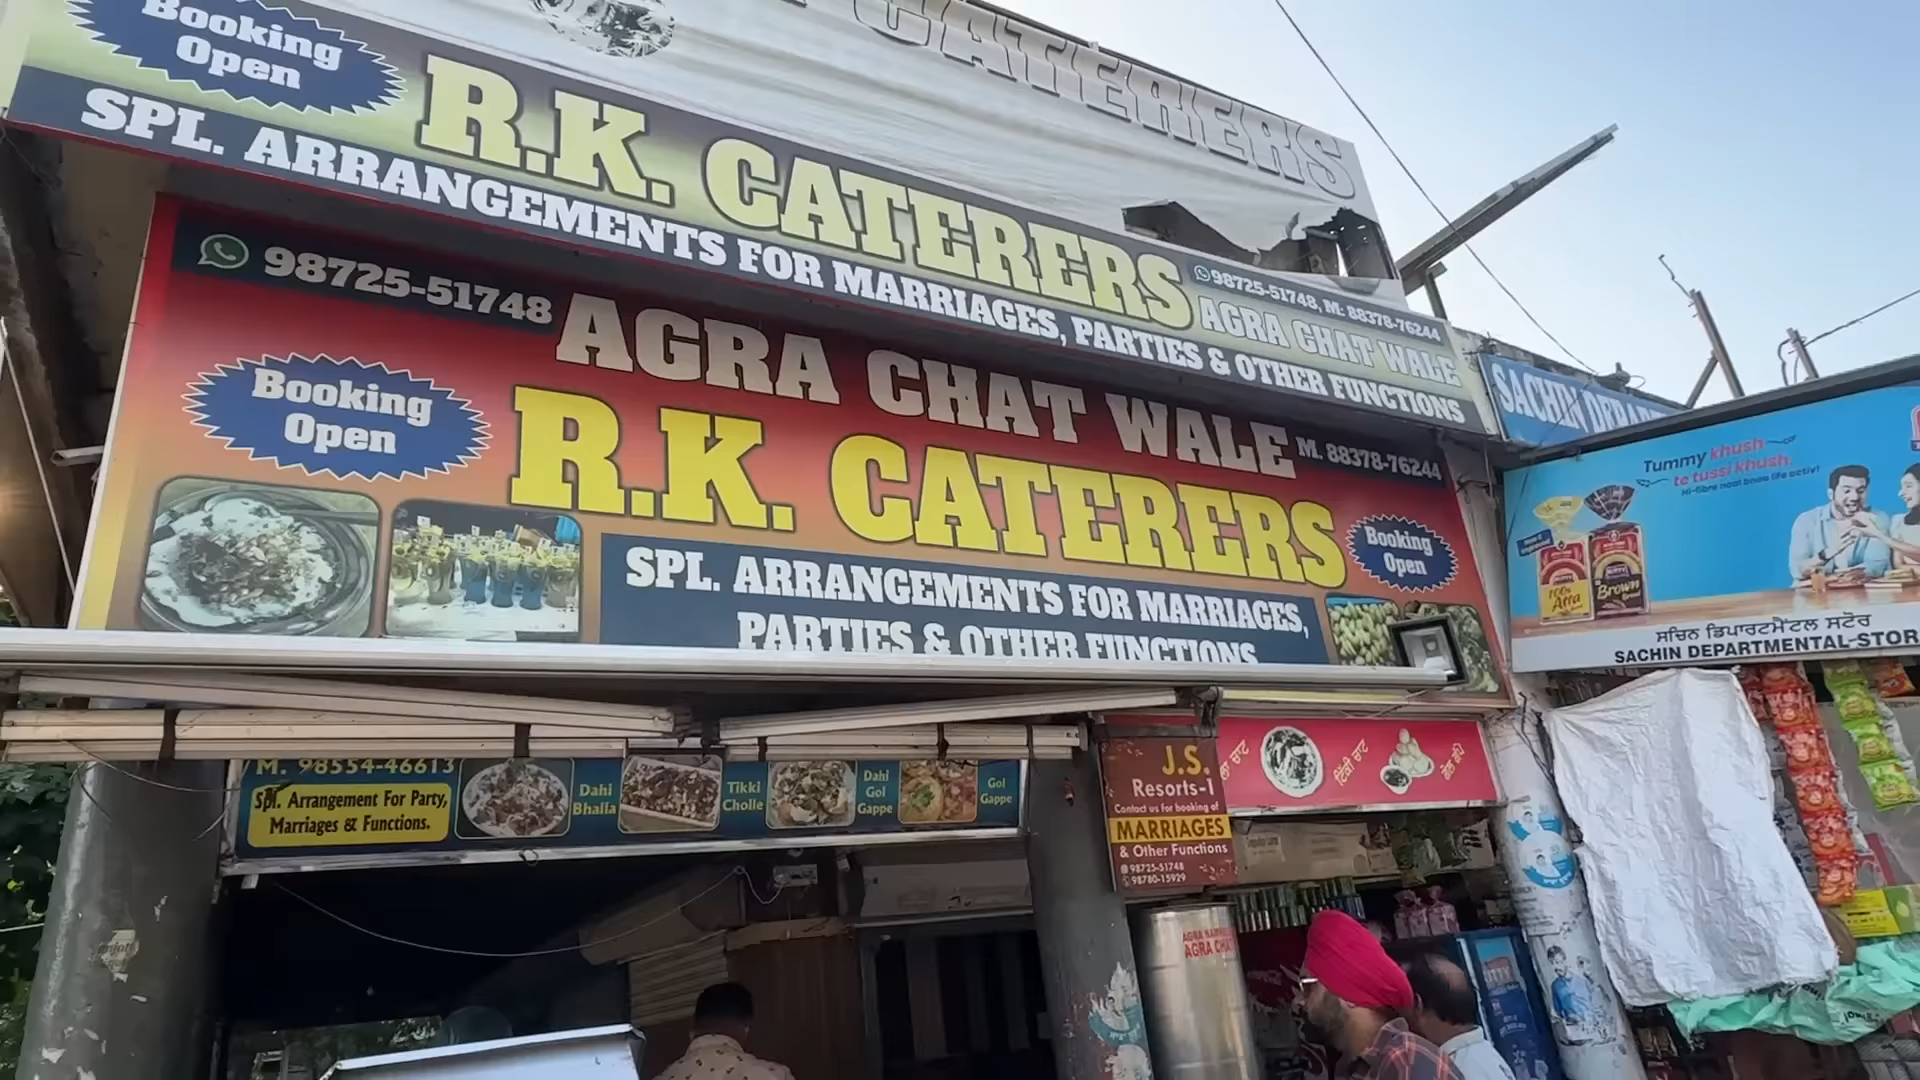 CATERERS
Booking
Open
R.K. CATERERS
SPL. ARRANGEMENTS FOR MARRIAGES, PARTIES & OTHER FUNCTIONS
98725-51748, M: 88378-76244
AGRA CHAT WALE
98725-51748
AGRA CHAT WALE
M. 88378-76244
Booking
Open
R.K. CATERERS
Booking
Open
SPL. ARRANGEMENTS FOR MARRIAGES,
PARTIES & OTHER FUNCTIONS
SACHIN
Tummy khush
te tussi khush.
ਸਚਿਨ ਡਿਪਾਰਟਮੈਂਟਲ ਸਟੋਰ
SACHIN DEPARTMENTAL STOR
100% Atta
Brown
M. 98554-46613
Spl. Arrangement For Party,
Marriages & Functions.
Dahi
Bhalla
Tikki
Cholle
Dahi
Gol
Gappe
Gol
Gappe
J.S.
Resorts-1
Contact us for booking of
MARRIAGES
& Other Functions
98725-51748
98780-15929
ਟਿੱਕੀ ਚਾਟ
ਗੋਲ ਗੱਪੇ
AGRA CHAT